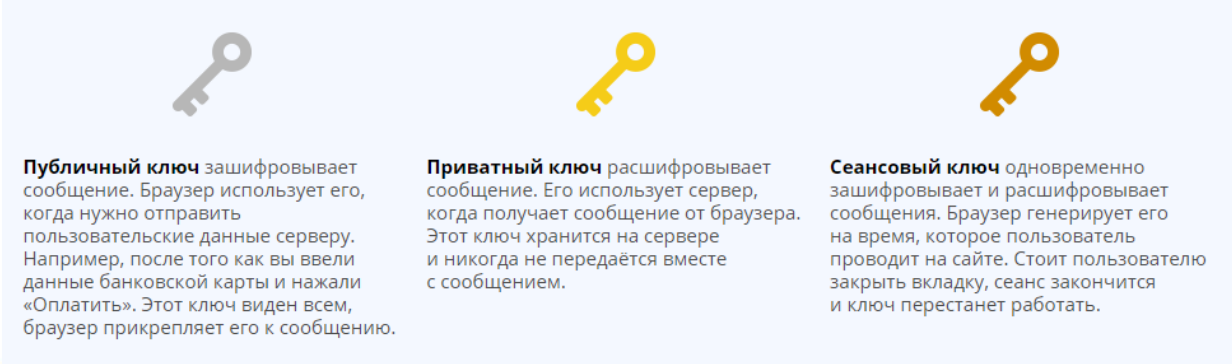 Публичный ключ зашифровывает
сообщение. Браузер использует его,
когда нужно отправить
пользовательские данные серверу.
Например, после того как вы ввели
данные банковской карты и нажали
«Оплатить». Этот ключ виден всем,
браузер прикрепляет его к сообщению.
Приватный ключ расшифровывает
сообщение. Его использует сервер,
когда получает сообщение от браузера.
Этот ключ хранится на сервере
и никогда не передаётся вместе
с сообщением.
Сеансовый ключ одновременно
зашифровывает и расшифровывает
сообщения. Браузер генерирует его
на время, которое пользователь
проводит на сайте. Стоит пользователю
закрыть вкладку, сеанс закончится
и ключ перестанет работать.